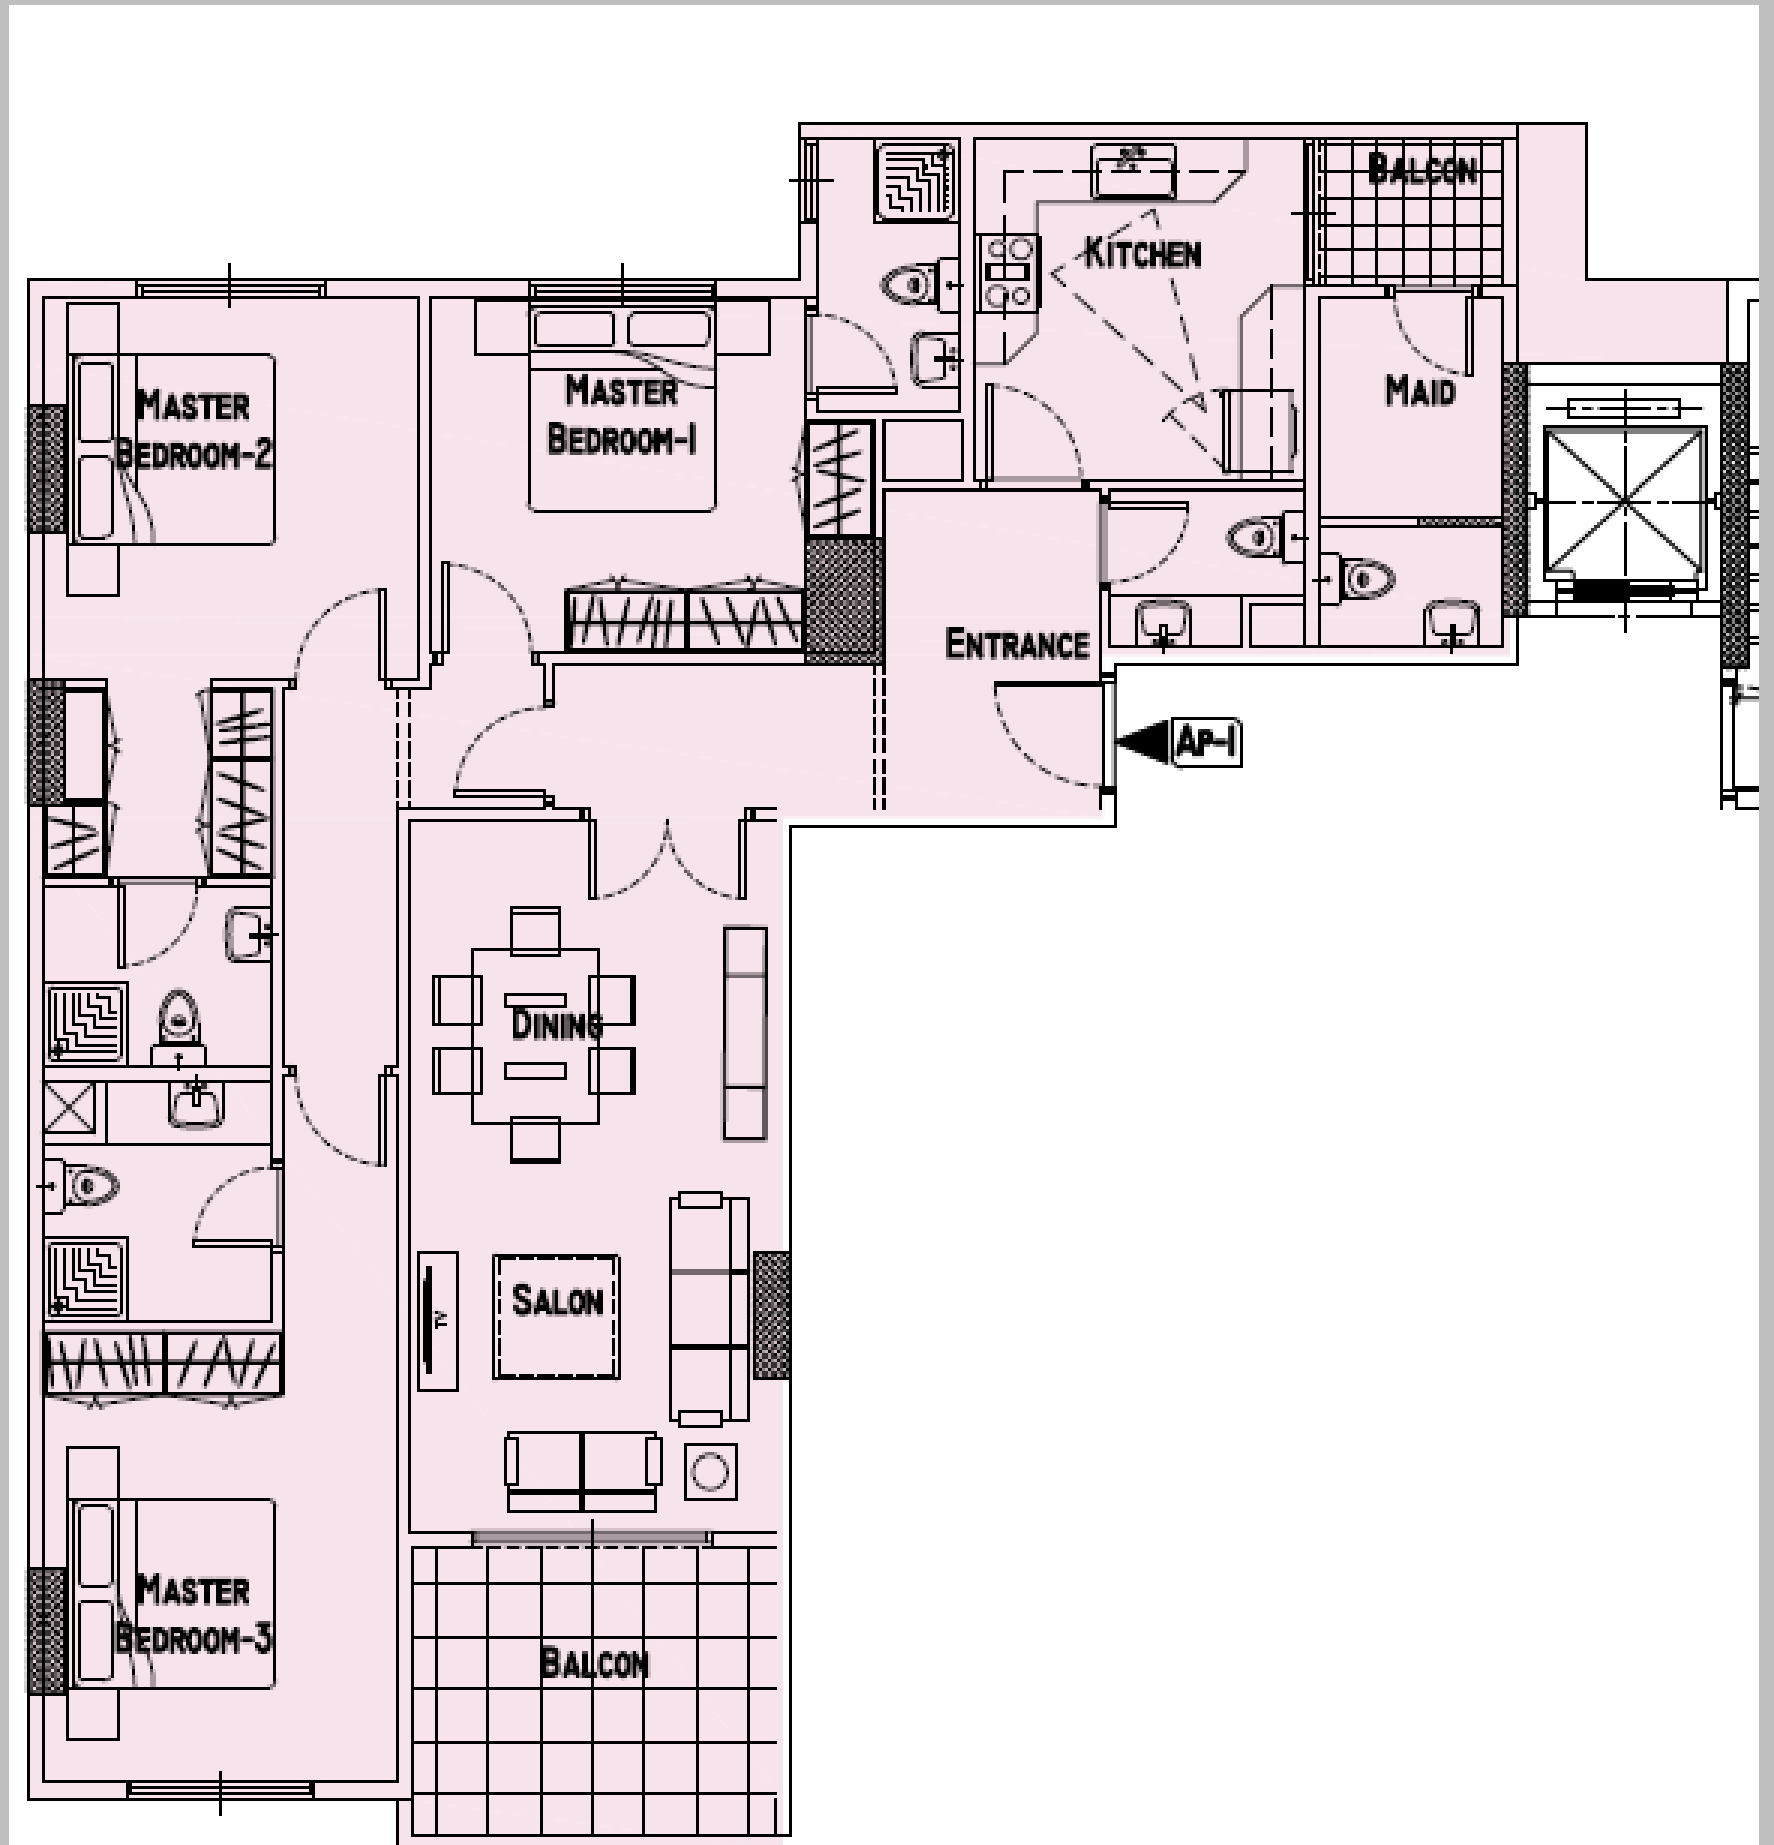 BALCON
KITCHEN
MASTER
BEDROOM-2
MASTER
BEDROOM-1
MAID
ENTRANCE
AP-1
DINING
SALON
TV
MASTER
BEDROOM-3
BALCON